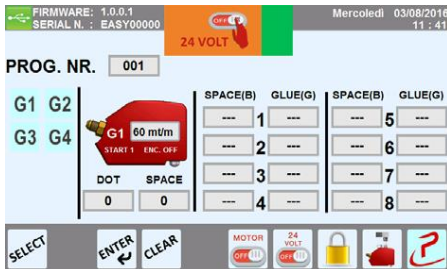 FIRMWARE: 1.0.0.1
SERIAL N. : EASY00000
OFF
24 VOLT
Mercoledì 03/08/2016
11 : 41
PROG. NR. 001
G1 G2
G3 G4
G1 60 mt/m
START 1 ENC. OFF
DOT SPACE
0 0
SPACE(B) GLUE(G) SPACE(B) GLUE(G)
--- 1 --- --- 5 ---
--- 2 --- --- 6 ---
--- 3 --- --- 7 ---
--- 4 --- --- 8 ---
SELECT
ENTER
CLEAR
MOTOR
OFF
24
VOLT
OFF